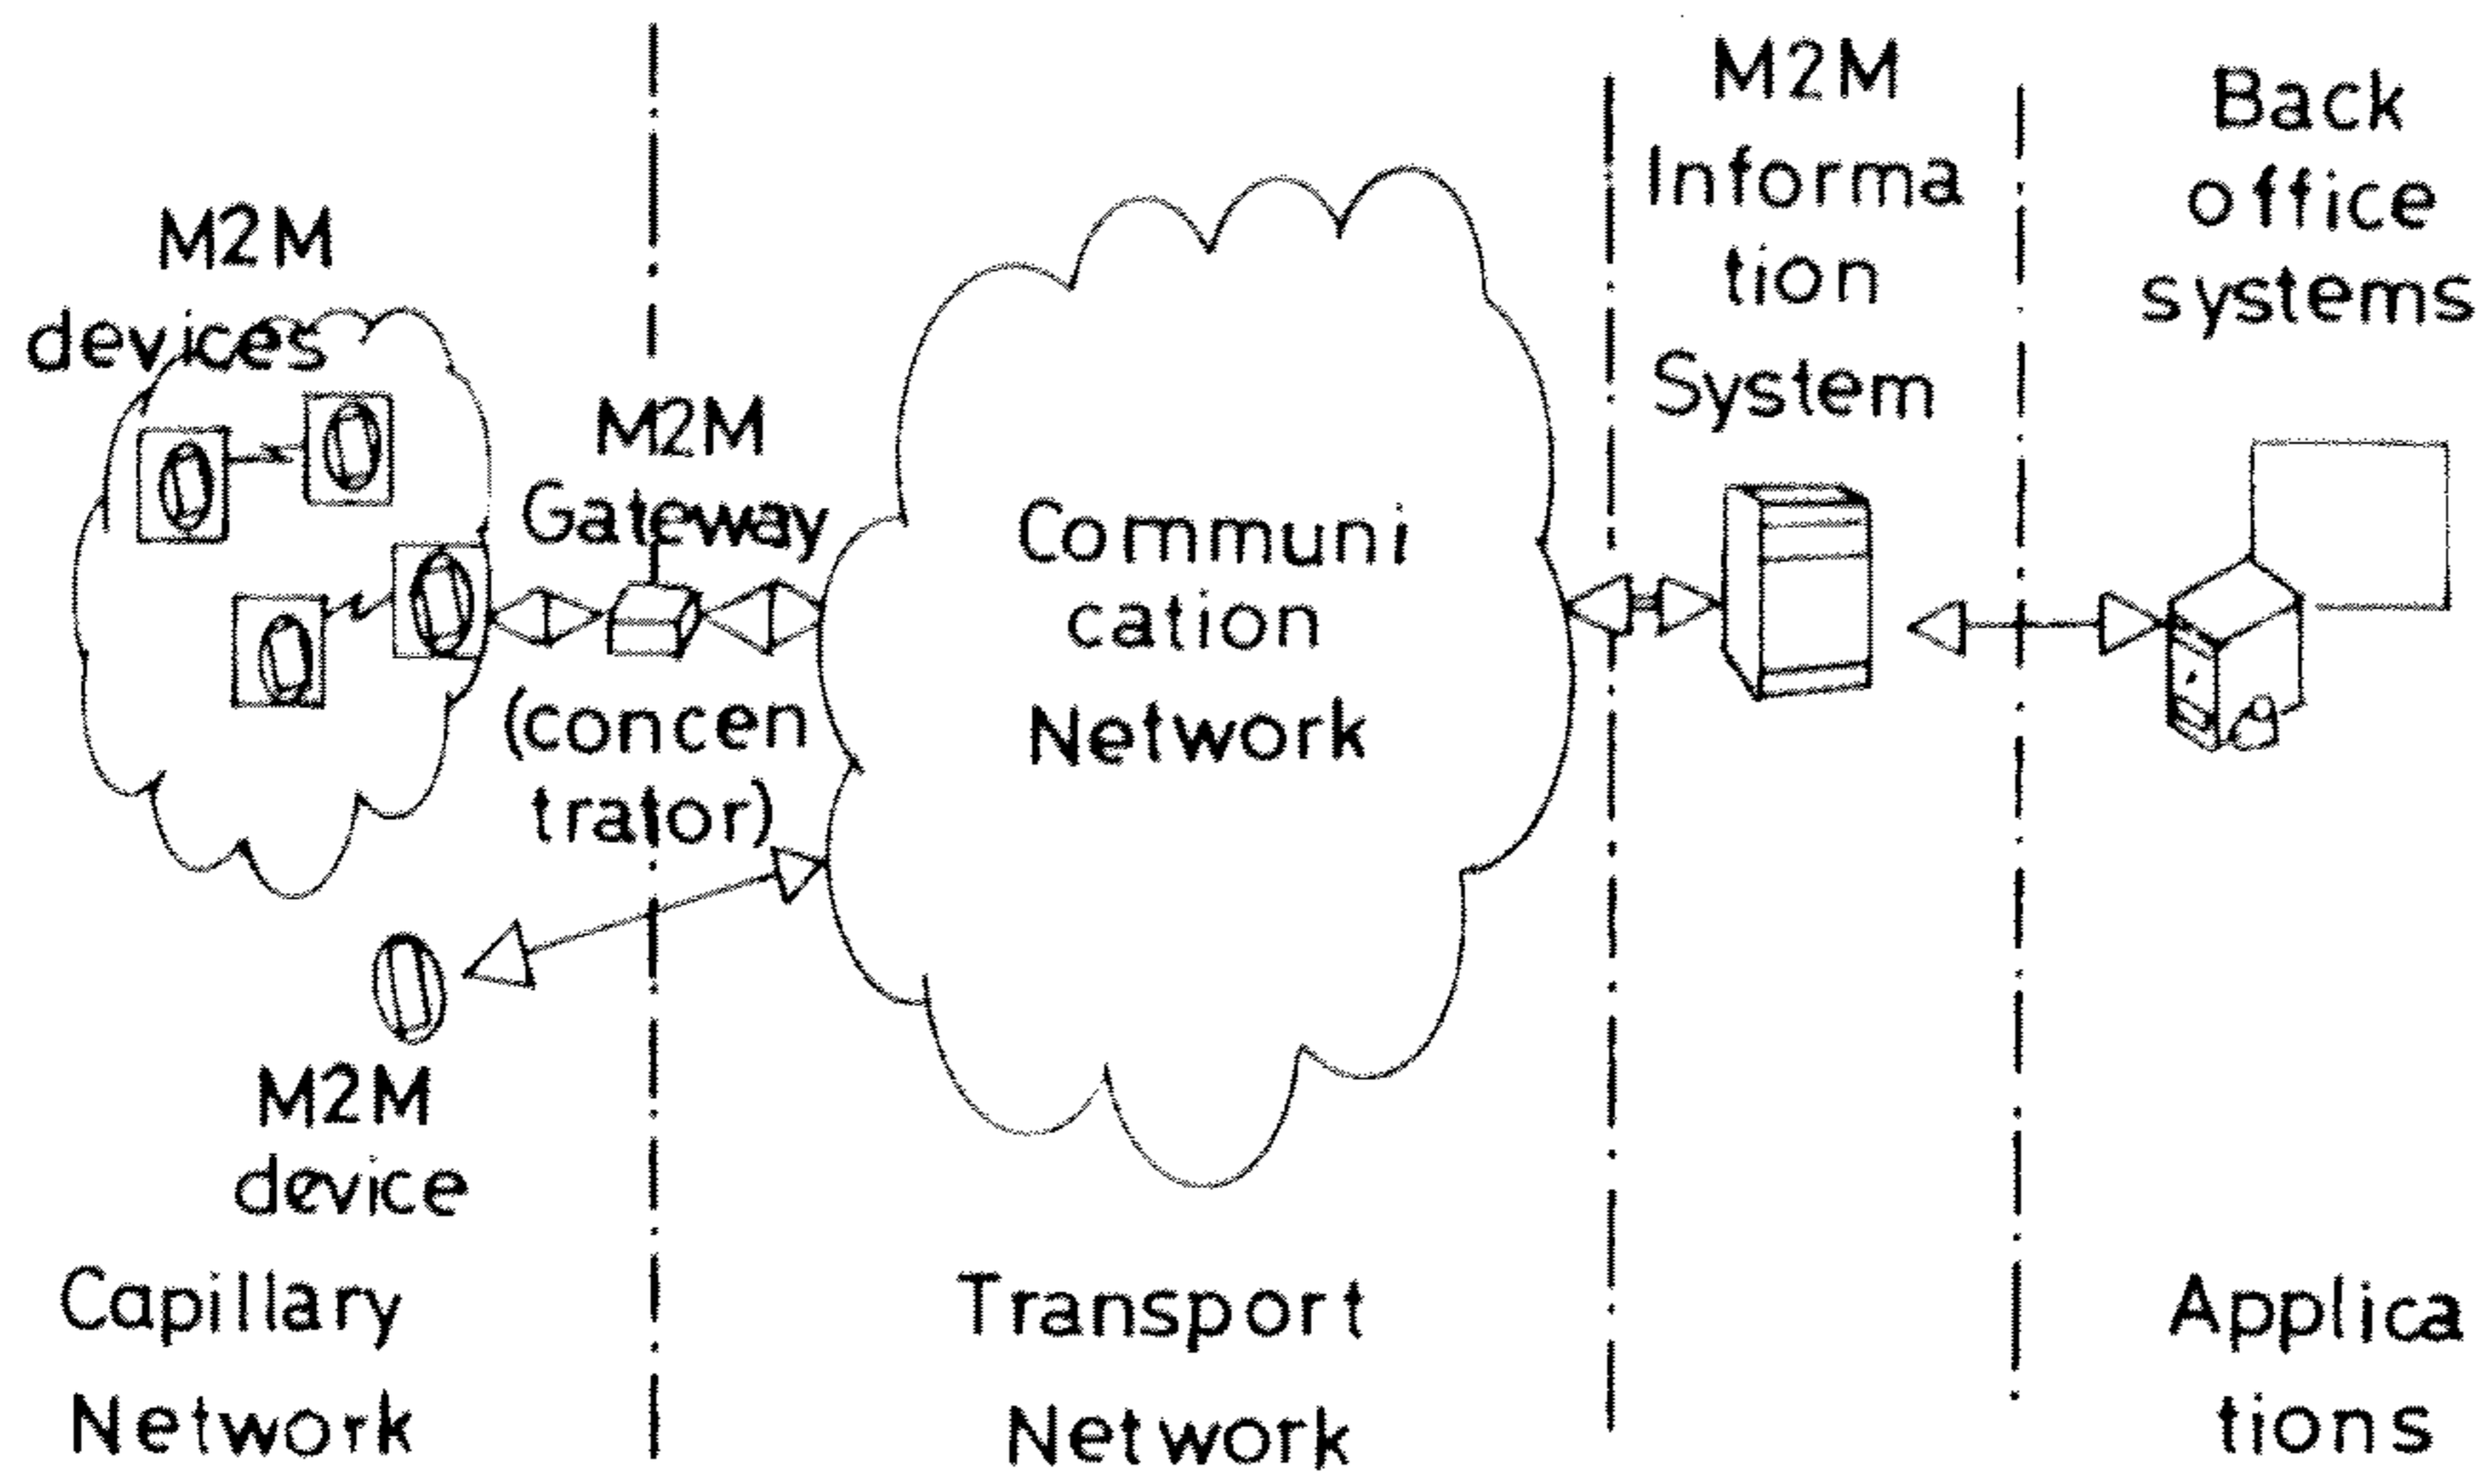 M2M
devices
M2M
Gateway
(concen
trator)
M2M
device
Capillary
Network
Communi
cation
Network
Transport
Network
M2M
Informa
tion
System
Back
office
systems
Applica
tions